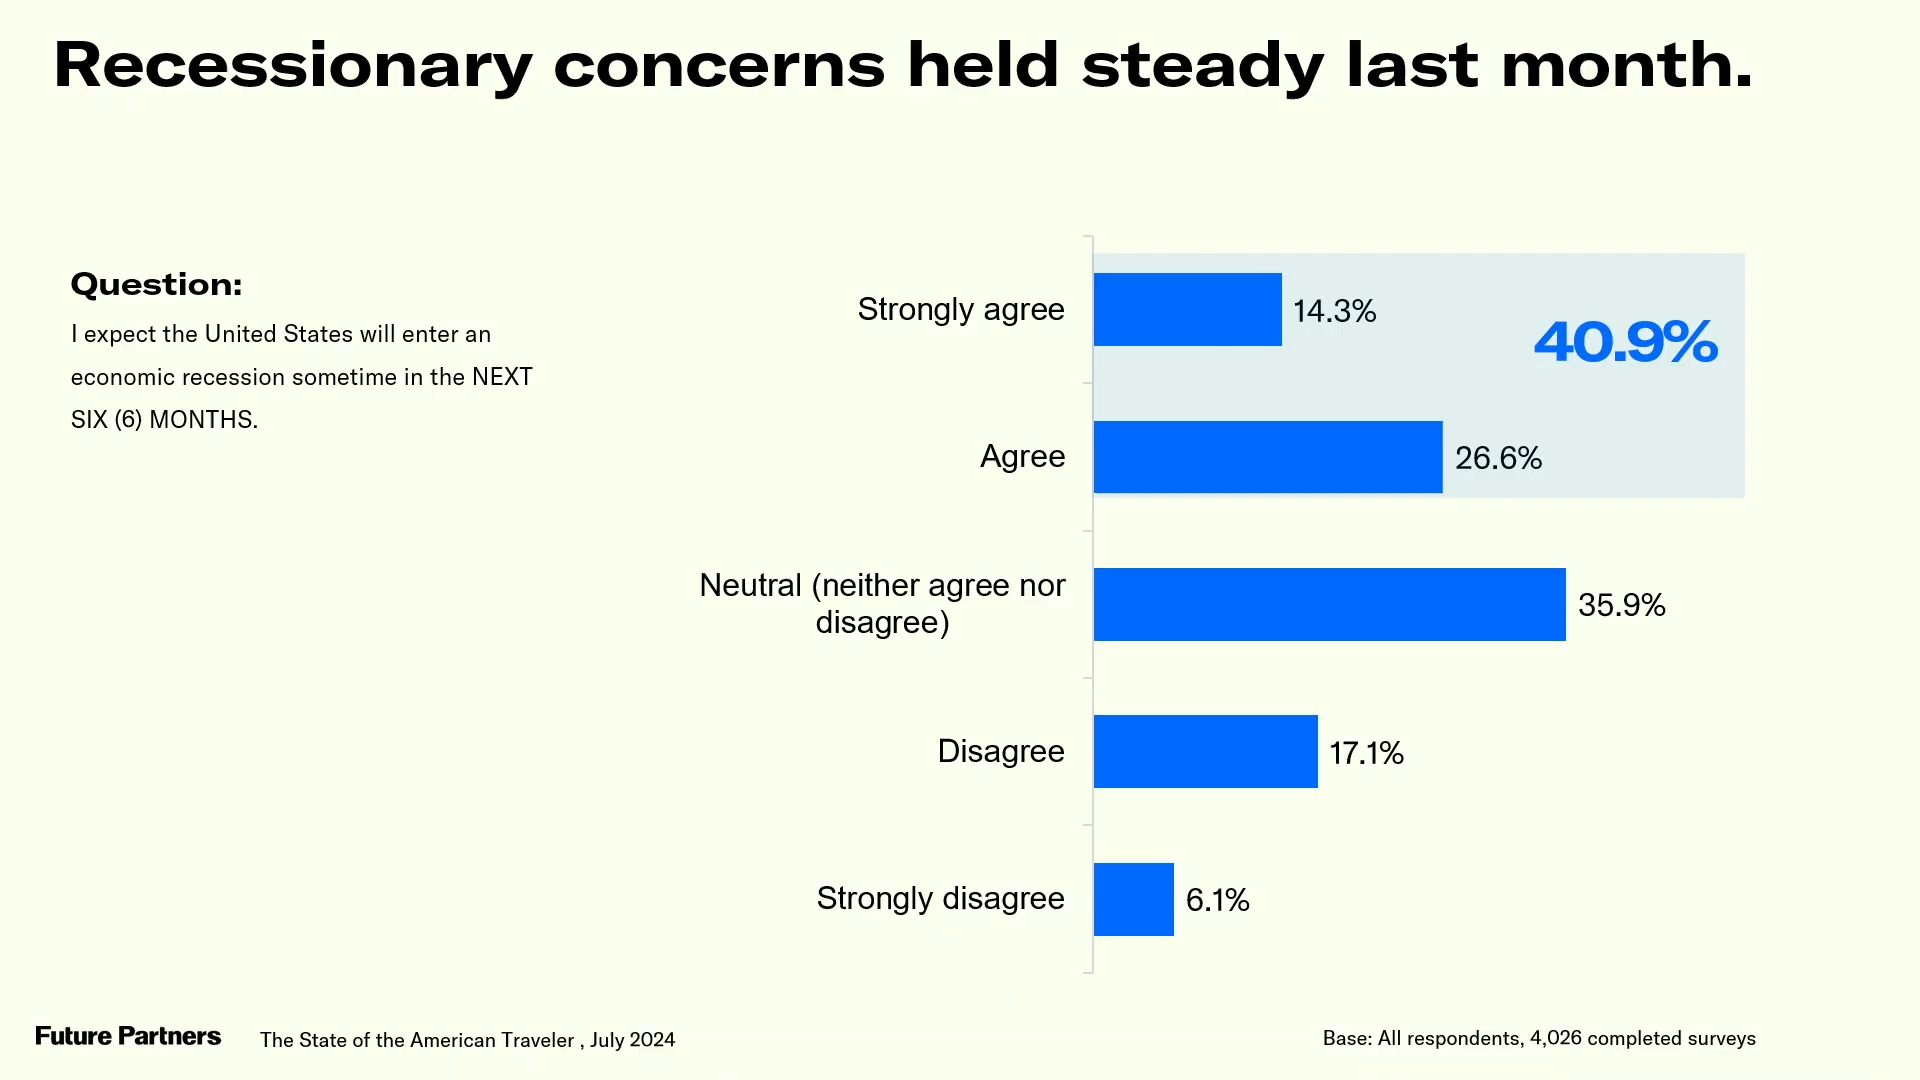 Recessionary concerns held steady last month.
Question:
I expect the United States will enter an
economic recession sometime in the NEXT
SIX (6) MONTHS.
Strongly agree
14.3%
40.9%
Agree
26.6%
Neutral (neither agree nor
disagree)
35.9%
Disagree
17.1%
Strongly disagree
6.1%
Future Partners
The State of the American Traveler , July 2024
Base: All respondents, 4,026 completed surveys